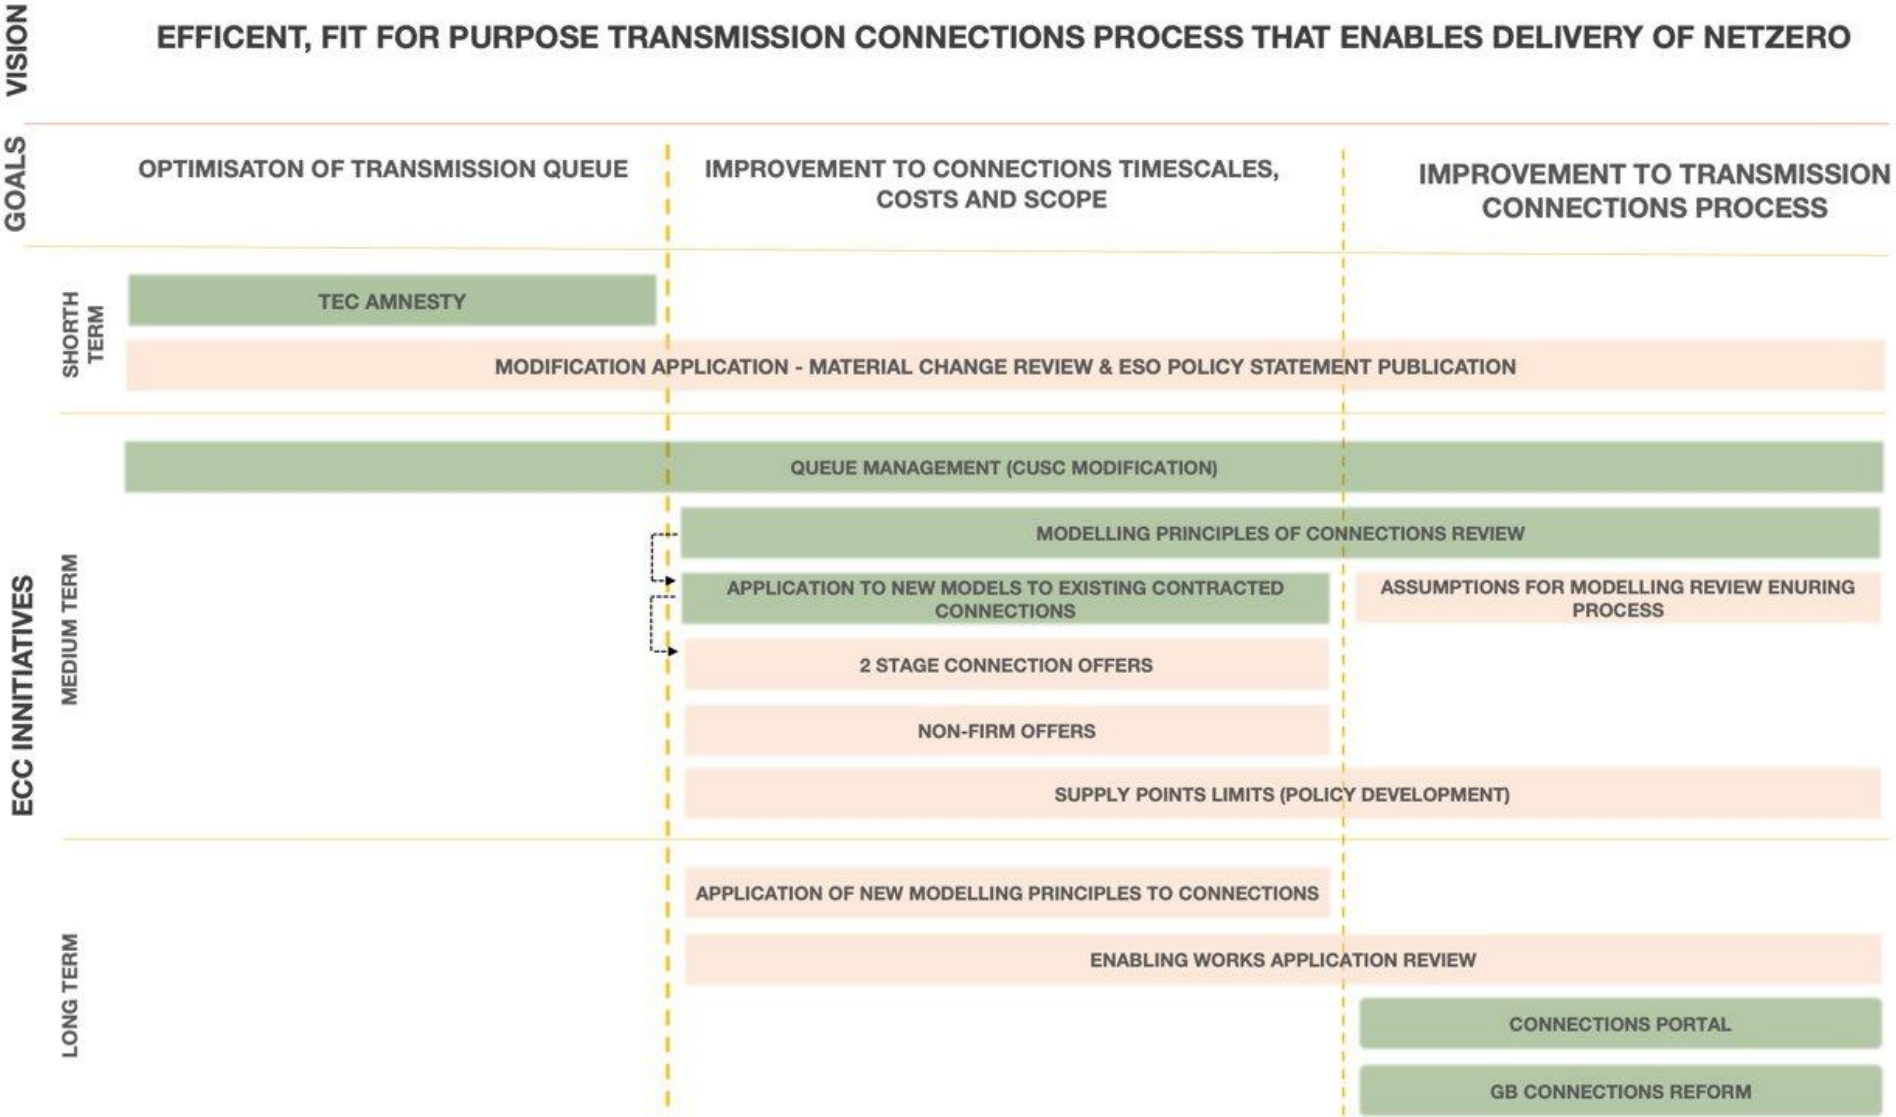 VISION
EFFICENT, FIT FOR PURPOSE TRANSMISSION CONNECTIONS PROCESS THAT ENABLES DELIVERY OF NETZERO
GOALS
OPTIMISATON OF TRANSMISSION QUEUE
IMPROVEMENT TO CONNECTIONS TIMESCALES,
COSTS AND SCOPE
IMPROVEMENT TO TRANSMISSION
CONNECTIONS PROCESS
ECC INNITIATIVES
SHORTH
TERM
TEC AMNESTY
MODIFICATION APPLICATION - MATERIAL CHANGE REVIEW & ESO POLICY STATEMENT PUBLICATION
MEDIUM TERM
QUEUE MANAGEMENT (CUSC MODIFICATION)
MODELLING PRINCIPLES OF CONNECTIONS REVIEW
APPLICATION TO NEW MODELS TO EXISTING CONTRACTED
CONNECTIONS
ASSUMPTIONS FOR MODELLING REVIEW ENURING
PROCESS
2 STAGE CONNECTION OFFERS
NON-FIRM OFFERS
SUPPLY POINTS LIMITS (POLICY DEVELOPMENT)
LONG TERM
APPLICATION OF NEW MODELLING PRINCIPLES TO CONNECTIONS
ENABLING WORKS APPLICATION REVIEW
CONNECTIONS PORTAL
GB CONNECTIONS REFORM